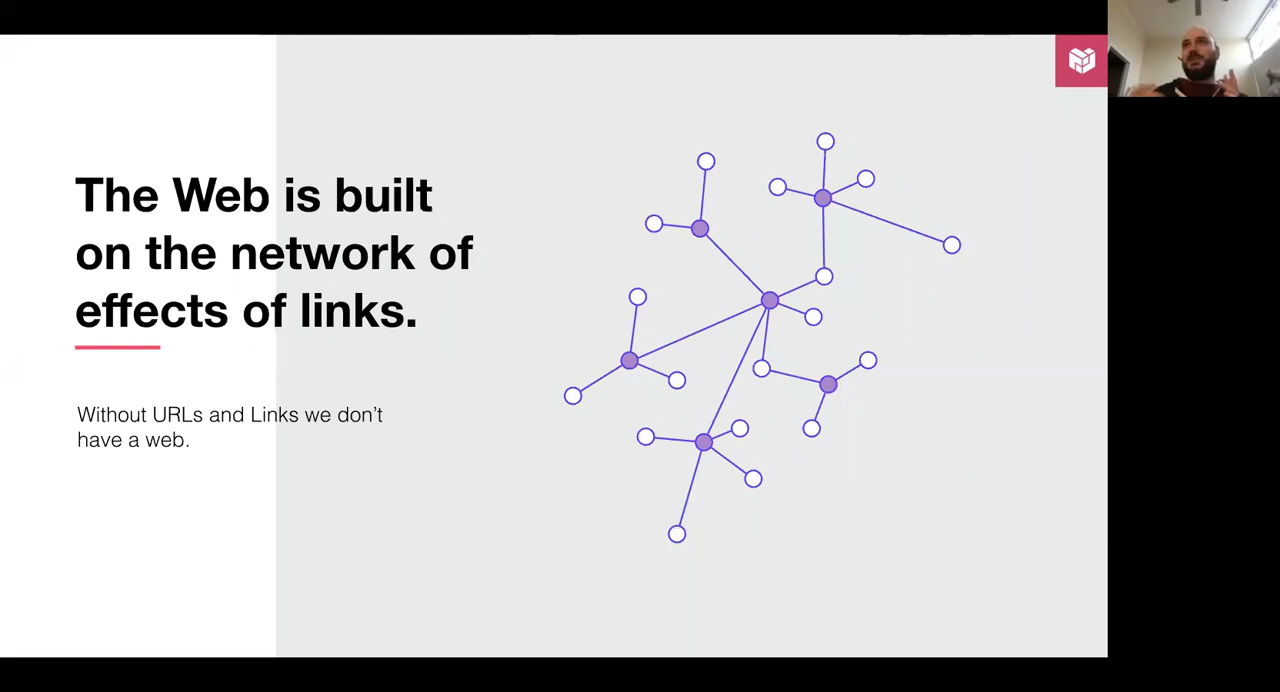 The Web is built
on the network of
effects of links.
Without URLs and Links we don't
have a web.